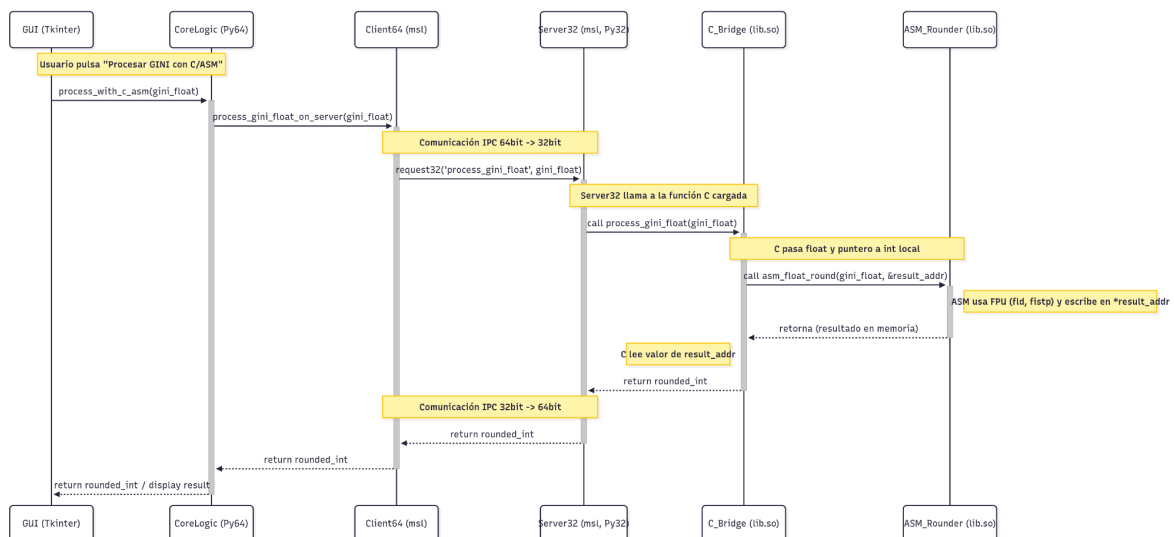 GUI (Tkinter)
CoreLogic (Py64)
Client64 (msl)
Server32 (msl, Py32)
C_Bridge (lib.so)
ASM_Rounder (lib.so)
Usuario pulsa "Procesar GINI con C/ASM"
process_with_c_asm(gini_float)
process_gini_float_on_server(gini_float)
Comunicación IPC 64bit -> 32bit
request32('process_gini_float', gini_float)
Server32 llama a la función C cargada
call process_gini_float(gini_float)
C pasa float y puntero a int local
call asm_float_round(gini_float, &result_addr)
ASM usa FPU (fld, fistp) y escribe en *result_addr
retorna (resultado en memoria)
C lee valor de result_addr
return rounded_int
Comunicación IPC 32bit -> 64bit
return rounded_int
return rounded_int
return rounded_int / display result
GUI (Tkinter)
CoreLogic (Py64)
Client64 (msl)
Server32 (msl, Py32)
C_Bridge (lib.so)
ASM_Rounder (lib.so)